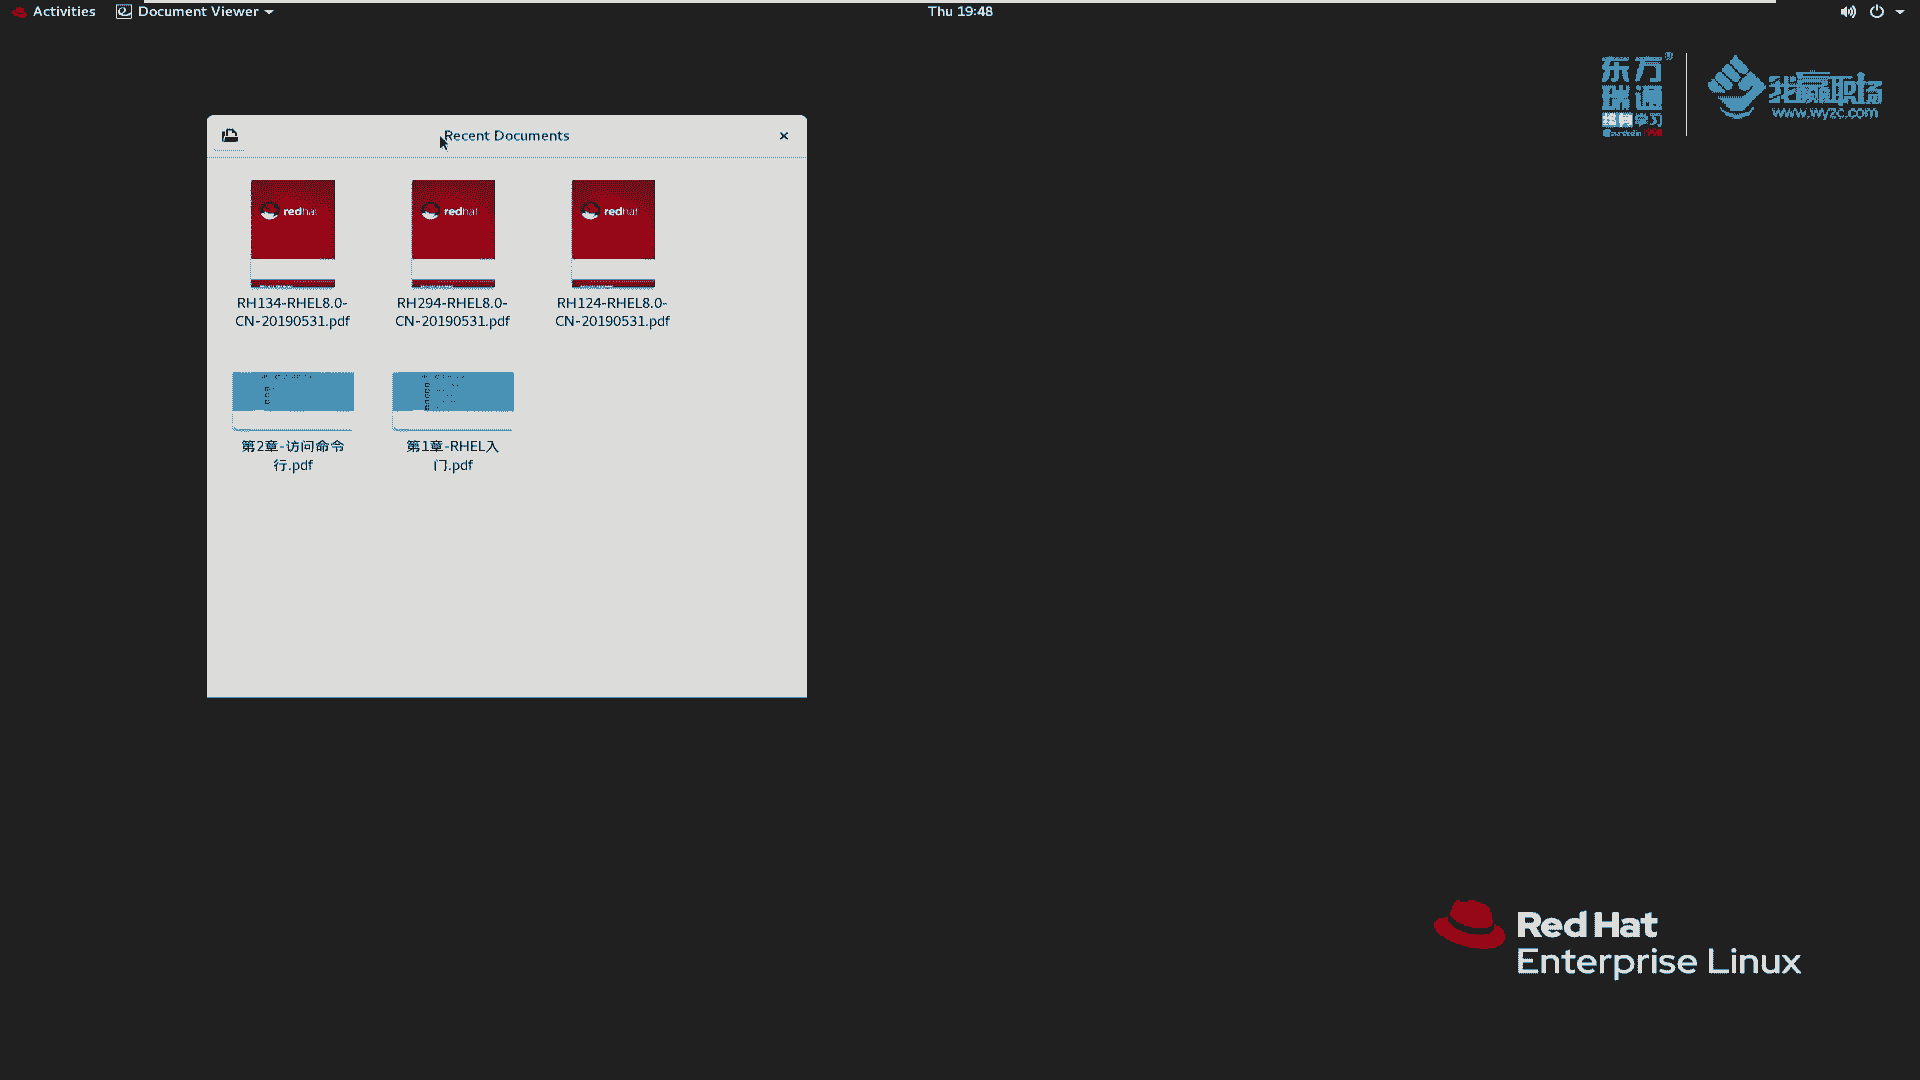 Activities
Document Viewer
Thu 19:48
东方
瑞通
终身学习
我赢职场
www.wyzc.com
Recent Documents
redhat
redhat
redhat
RH134-RHEL8.0-
CN-20190531.pdf
RH294-RHEL8.0-
CN-20190531.pdf
RH124-RHEL8.0-
CN-20190531.pdf
第2章-访问命令
行.pdf
第1章-RHEL入
门.pdf
Red Hat
Enterprise Linux